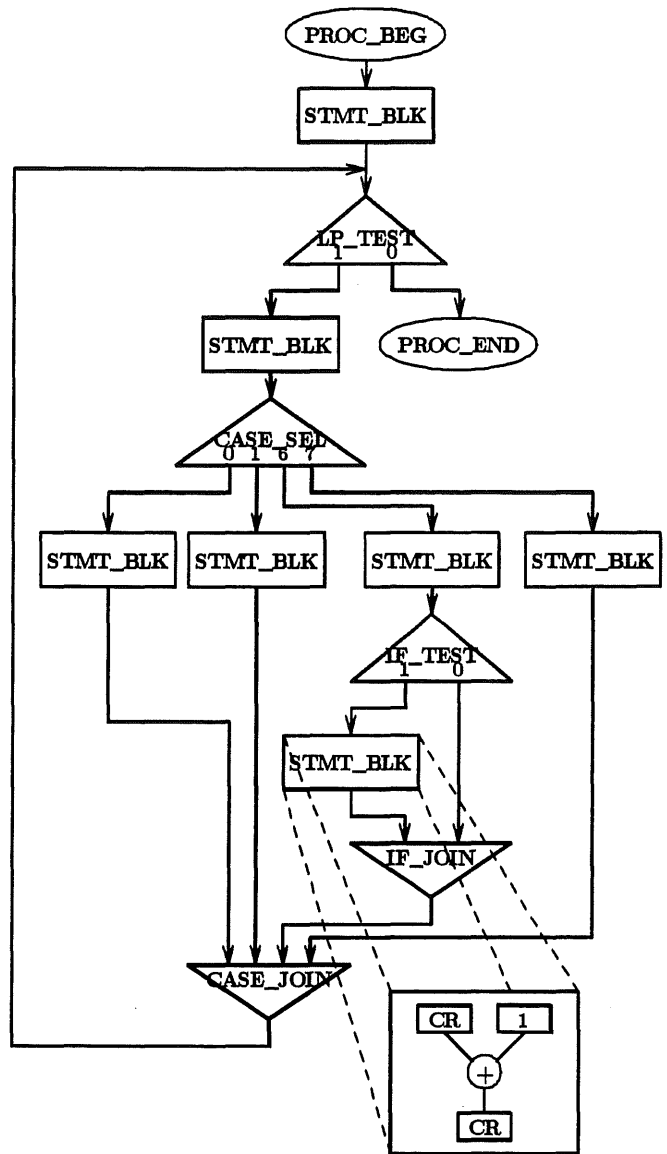 PROC_BEG
STMT_BLK
LP_TEST
1 0
STMT_BLK
PROC_END
CASE_SEL
0 1 6 7
STMT_BLK
STMT_BLK
STMT_BLK
STMT_BLK
IF_TEST
1 0
STMT_BLK
IF_JOIN
CASE_JOIN
CR
1
+
CR